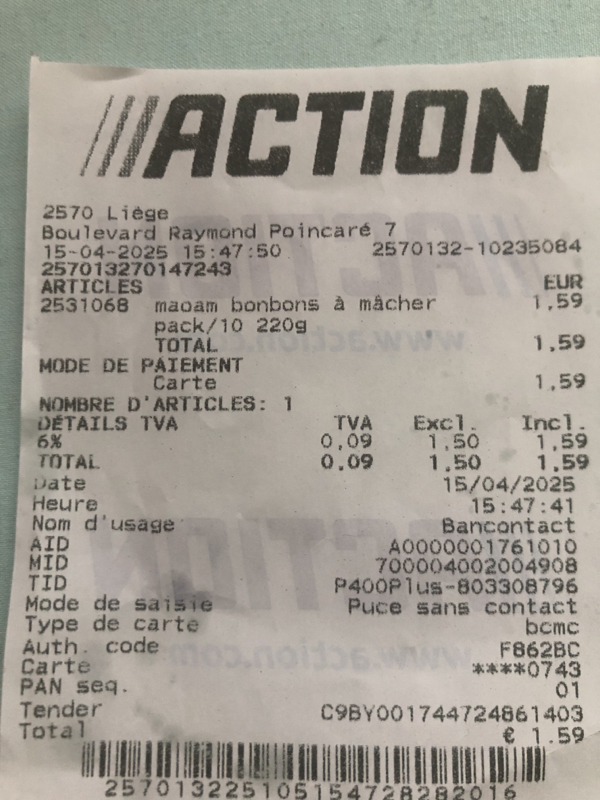 ACTION
2570 Liège
Boulevard Raymond Poincaré 7
15-04-2025 15:47:50 2570132-10235084
257013270147243
ARTICLES EUR
2531068 maoam bonbons à mâcher 1,59
pack/10 220g
TOTAL 1,59
MODE DE PAIEMENT
Carte 1,59
NOMBRE D'ARTICLES: 1
DÉTAILS TVA TVA Excl. Incl.
6% 0,09 1,50 1,59
TOTAL 0,09 1,50 1,59
Date 15/04/2025
Heure 15:47:41
Nom d'usage Bancontact
AID A0000001761010
MID 700004002004908
TID P400Plus-803308796
Mode de saisie Puce sans contact
Type de carte bcmc
Auth. code F862BC
Carte ****0743
PAN seq. 01
Tender C9BY001744724861403
Total € 1.59
257013225105154728282016